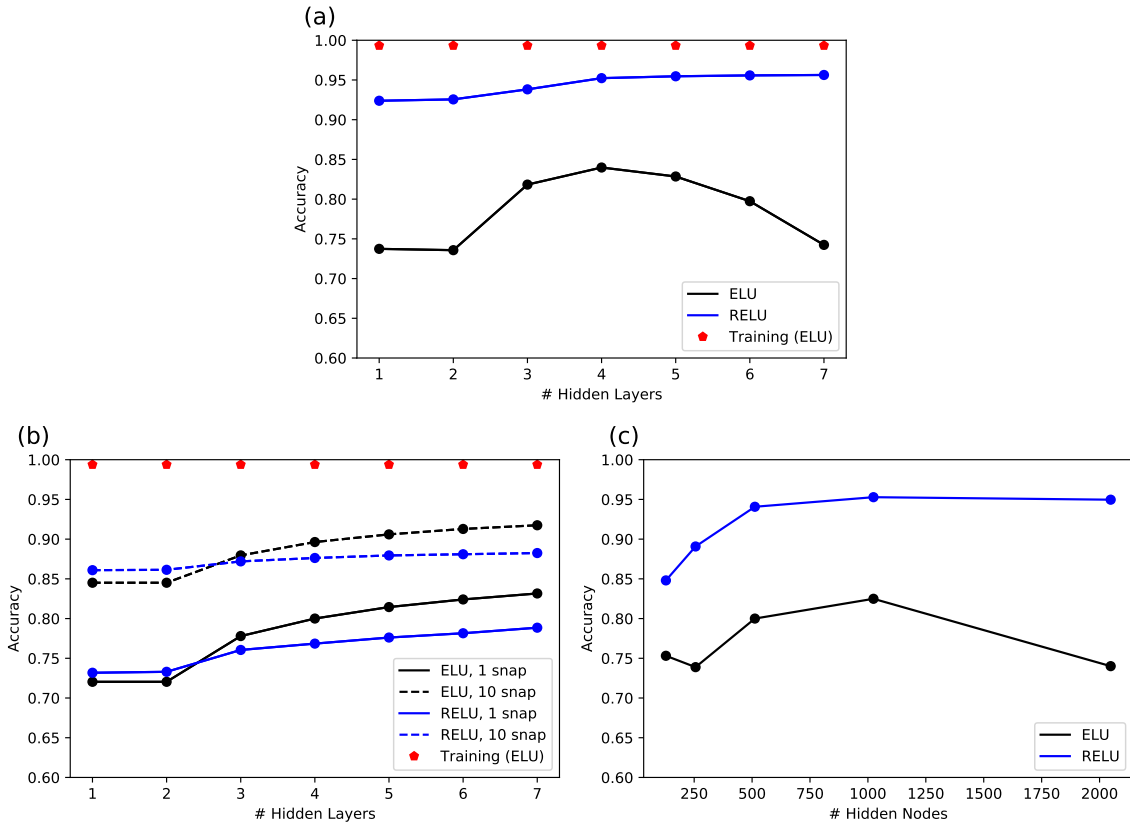 (a)
1.00
0.95
0.90
0.85
0.80
0.75
0.70
0.65
0.60
Accuracy
ELU
RELU
Training (ELU)
1 2 3 4 5 6 7
# Hidden Layers
(b)
1.00
0.95
0.90
0.85
0.80
0.75
0.70
0.65
0.60
Accuracy
ELU, 1 snap
ELU, 10 snap
RELU, 1 snap
RELU, 10 snap
Training (ELU)
1 2 3 4 5 6 7
# Hidden Layers
(c)
1.00
0.95
0.90
0.85
0.80
0.75
0.70
0.65
0.60
Accuracy
ELU
RELU
250 500 750 1000 1250 1500 1750 2000
# Hidden Nodes